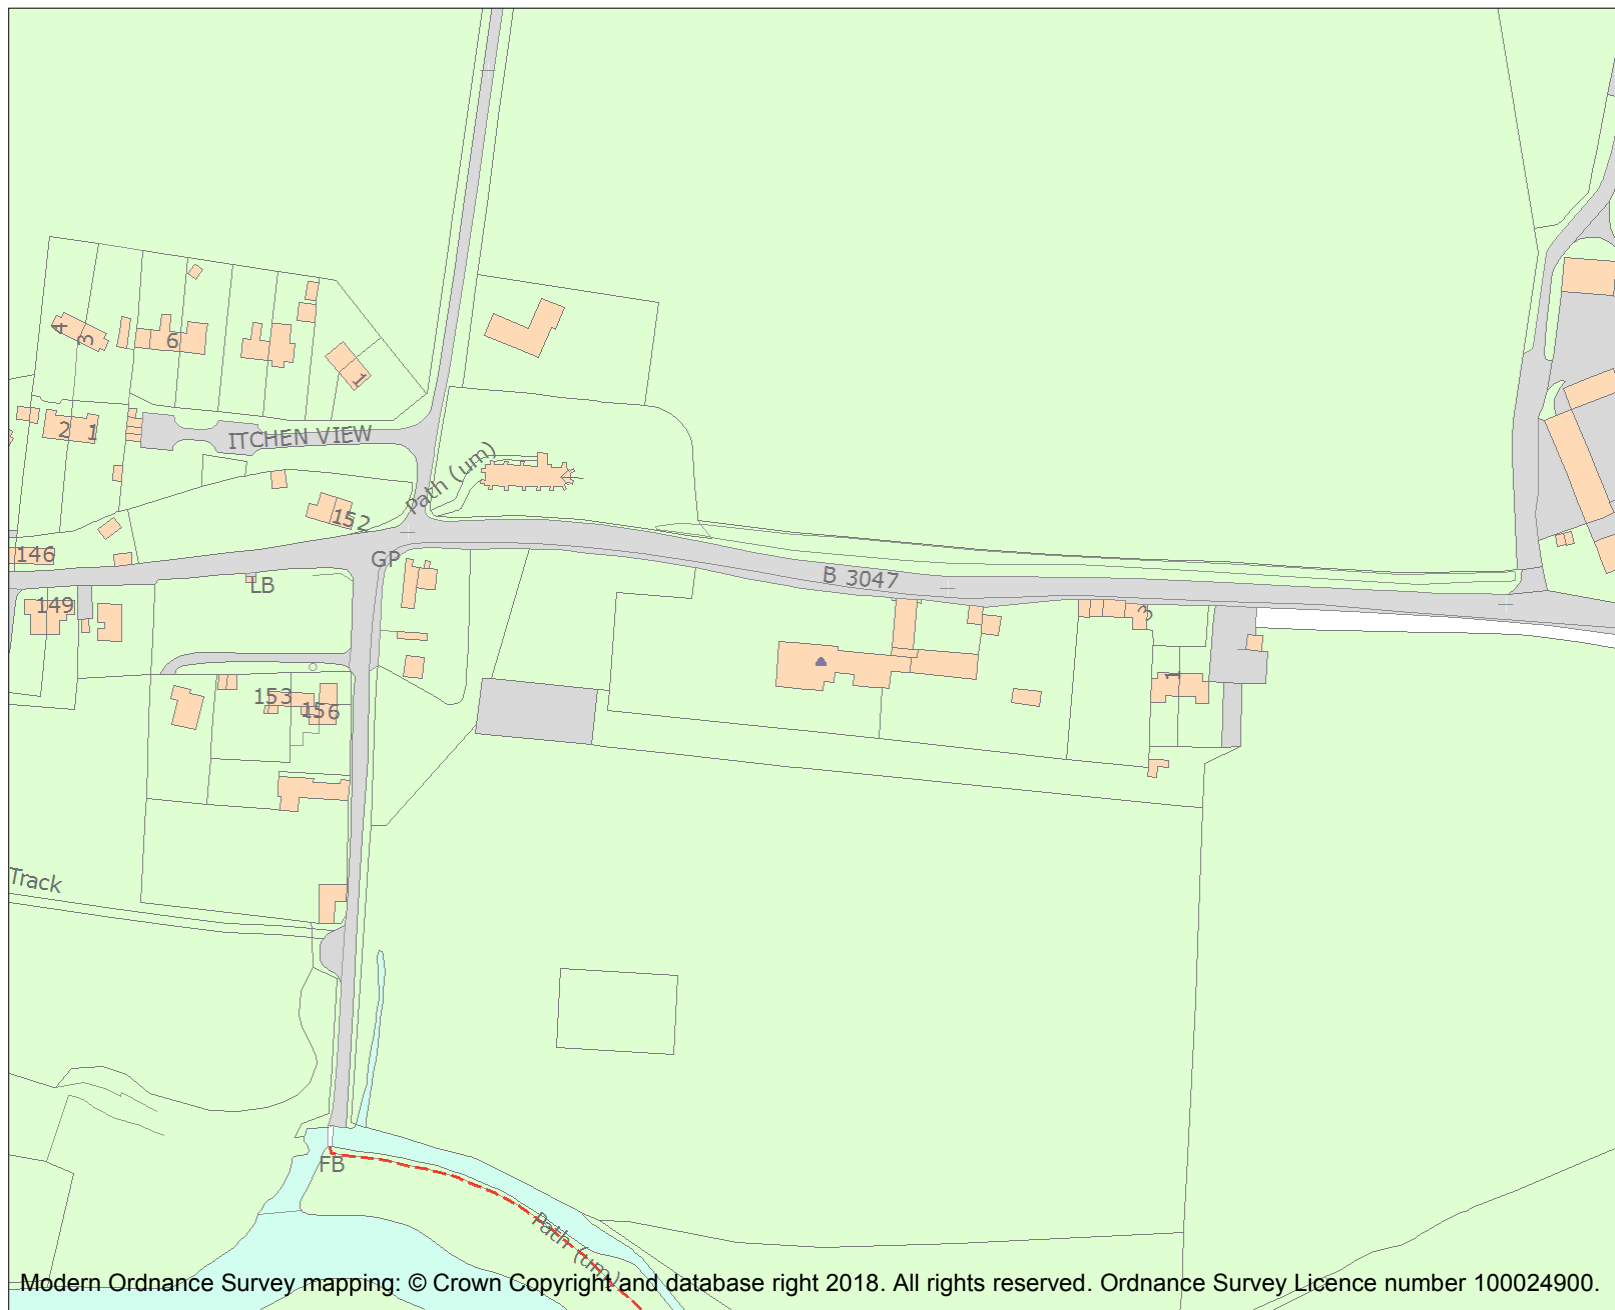 4
3
6
1
2
1
ITCHEN VIEW
Path (um)
152
146
GP
LB
B 3047
149
3
1
153
156
Track
FB
Path (um)
Modern Ordnance Survey mapping: © Crown Copyright and database right 2018. All rights reserved. Ordnance Survey Licence number 100024900.